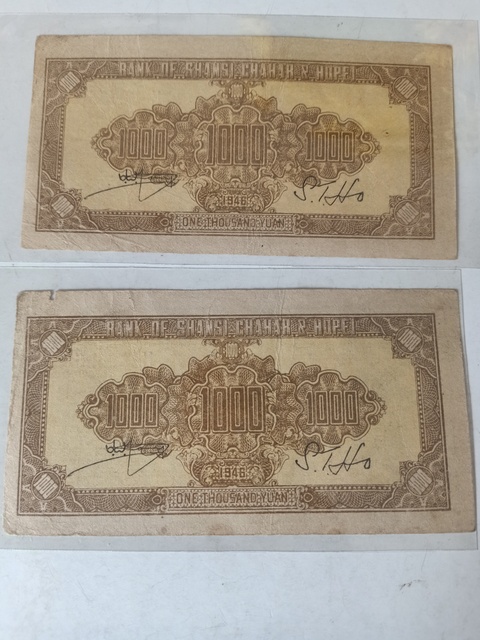 BANK OF SHANSI CHAHAR & HOPEI
1000 1000 1000
S. T. Ho
1946
ONE THOUSAND YUAN
BANK OF SHANSI CHAHAR & HOPEI
1000 1000 1000
S. T. Ho
1946
ONE THOUSAND YUAN